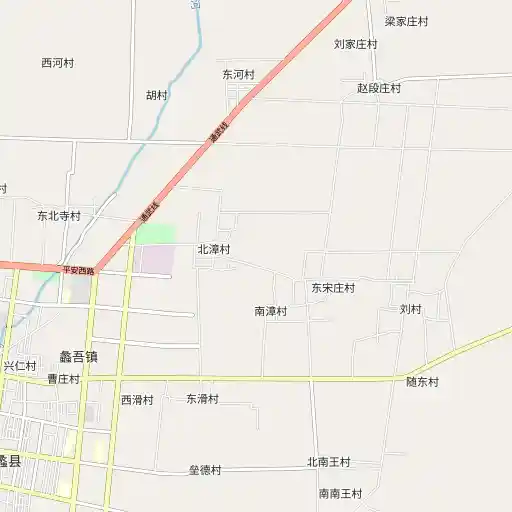 河
梁家庄村
刘家庄村
西河村
东河村
赵段庄村
胡村
通武线
村
通武线
东北寺村
北漳村
平安西路
东宋庄村
刘村
南漳村
蠡吾镇
兴仁村
曹庄村
随东村
西滑村
东滑村
蠡县
北南王村
垒德村
南南王村